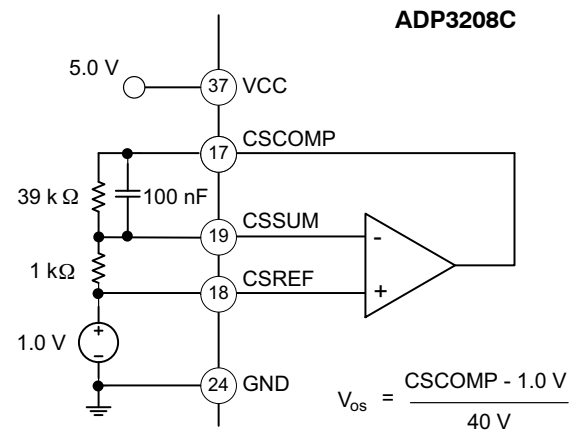 ADP3208C
5.0 V
37 VCC
17 CSCOMP
39 k Ω
100 nF
19 CSSUM
-
1 kΩ
18 CSREF
+
1.0 V
+
-
24 GND
Vos = CSCOMP - 1.0 V
40 V